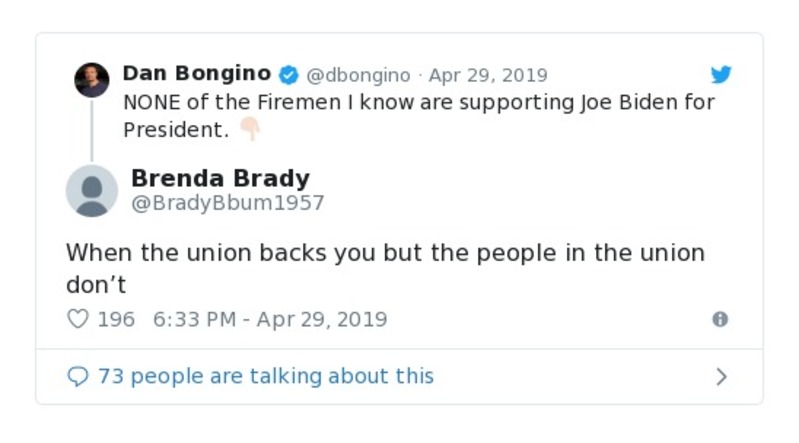 Dan Bongino @dbongino · Apr 29, 2019
NONE of the Firemen I know are supporting Joe Biden for
President. 👇🏻
Brenda Brady
@BradyBbum1957
When the union backs you but the people in the union
don’t
196 6:33 PM - Apr 29, 2019
73 people are talking about this